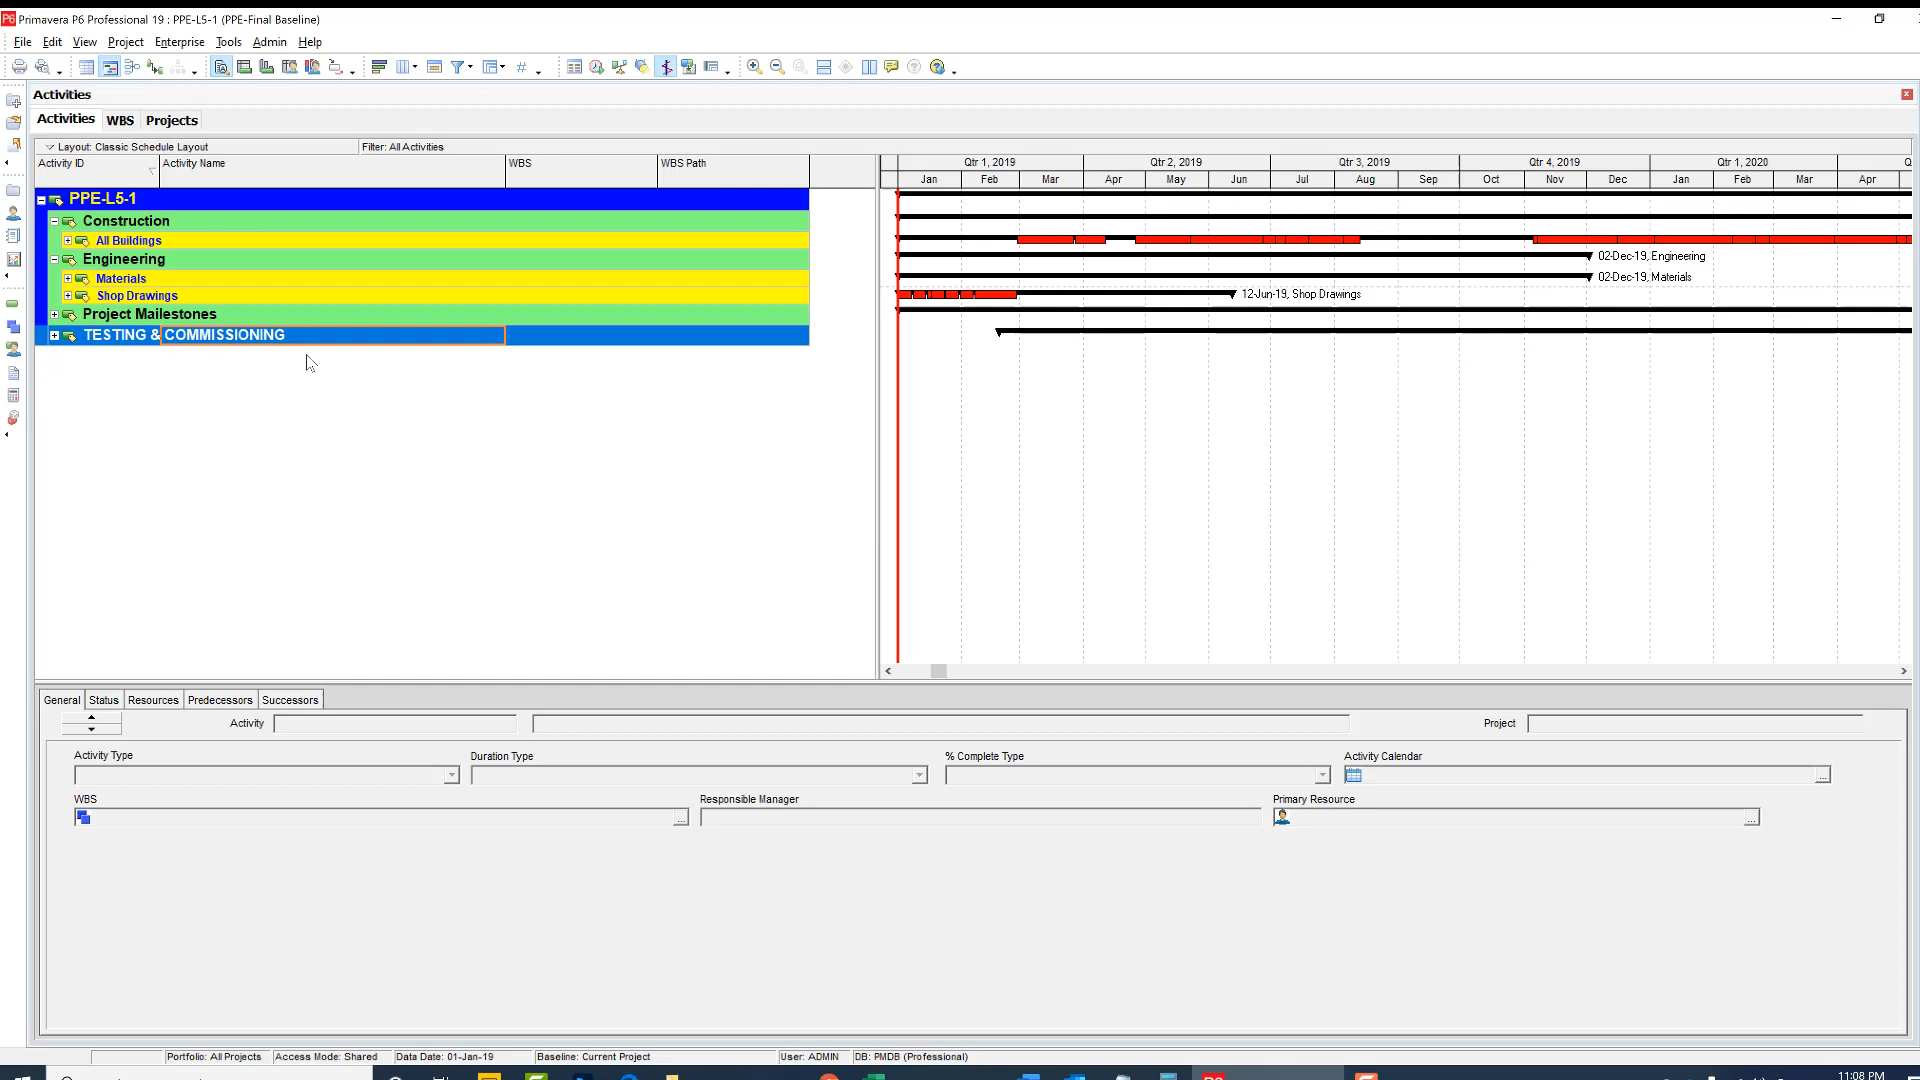 Primavera P6 Professional 19 : PPE-L5-1 (PPE-Final Baseline)
File Edit View Project Enterprise Tools Admin Help
Activities
Activities WBS Projects
Layout: Classic Schedule Layout Filter: All Activities
Activity ID Activity Name WBS WBS Path
Qtr 1, 2019 Qtr 2, 2019 Qtr 3, 2019 Qtr 4, 2019 Qtr 1, 2020 Q
Jan Feb Mar Apr May Jun Jul Aug Sep Oct Nov Dec Jan Feb Mar Apr
PPE-L5-1
Construction
All Buildings
Engineering 02-Dec-19, Engineering
Materials 02-Dec-19, Materials
Shop Drawings 12-Jun-19, Shop Drawings
Project Mailestones
TESTING & COMMISSIONING
General Status Resources Predecessors Successors
Activity Project
Activity Type Duration Type % Complete Type Activity Calendar
WBS Responsible Manager Primary Resource
Portfolio: All Projects Access Mode: Shared Data Date: 01-Jan-19 Baseline: Current Project User: ADMIN DB: PMDB (Professional)
11:08 PM